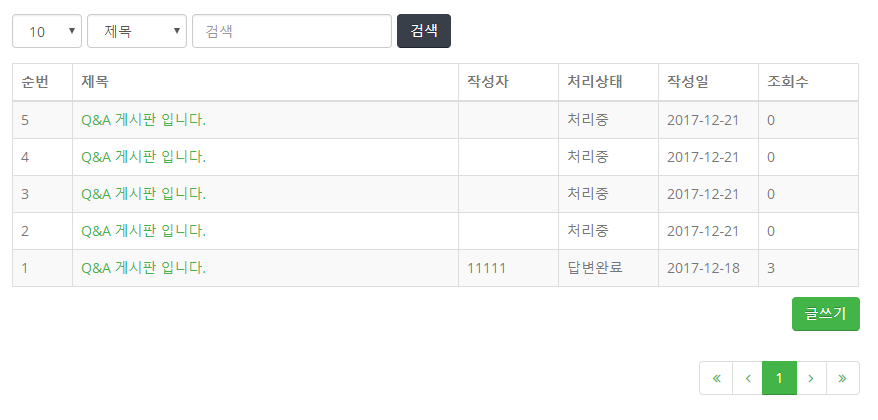 10 제목 검색 검색
순번 제목 작성자 처리상태 작성일 조회수
5 Q&A 게시판 입니다. 처리중 2017-12-21 0
4 Q&A 게시판 입니다. 처리중 2017-12-21 0
3 Q&A 게시판 입니다. 처리중 2017-12-21 0
2 Q&A 게시판 입니다. 처리중 2017-12-21 0
1 Q&A 게시판 입니다. 11111 답변완료 2017-12-18 3
글쓰기
« ‹ 1 › »